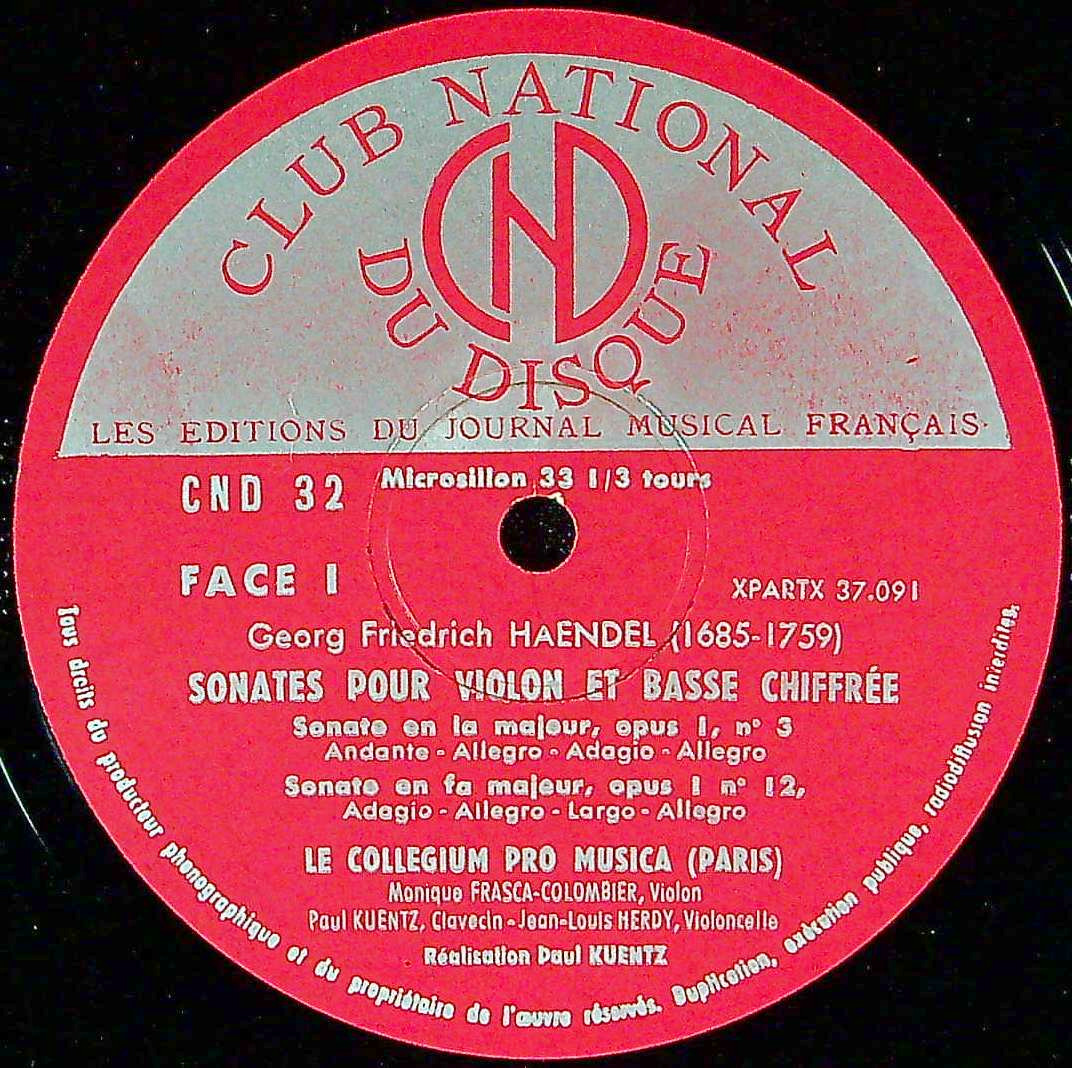 CLUB NATIONAL
DU DISQUE
CND
LES EDITIONS DU JOURNAL MUSICAL FRANÇAIS
CND 32
Microsillon 33 1/3 tours
FACE I
XPARTX 37.091
Georg Friedrich HAENDEL (1685-1759)
SONATES POUR VIOLON ET BASSE CHIFFRÉE
Sonate en la majeur, opus 1, n° 3
Andante - Allegro - Adagio - Allegro
Sonate en fa majeur, opus 1 n° 12,
Adagio - Allegro - Largo - Allegro
LE COLLEGIUM PRO MUSICA (PARIS)
Monique FRASCA-COLOMBIER, Violon
Paul KUENTZ, Clavecin - Jean-Louis HERDY, Violoncelle
Réalisation Paul KUENTZ
Tous droits du producteur phonographique et du propriétaire de l'œuvre réservés. Duplication, exécution publique, radiodiffusion interdites.